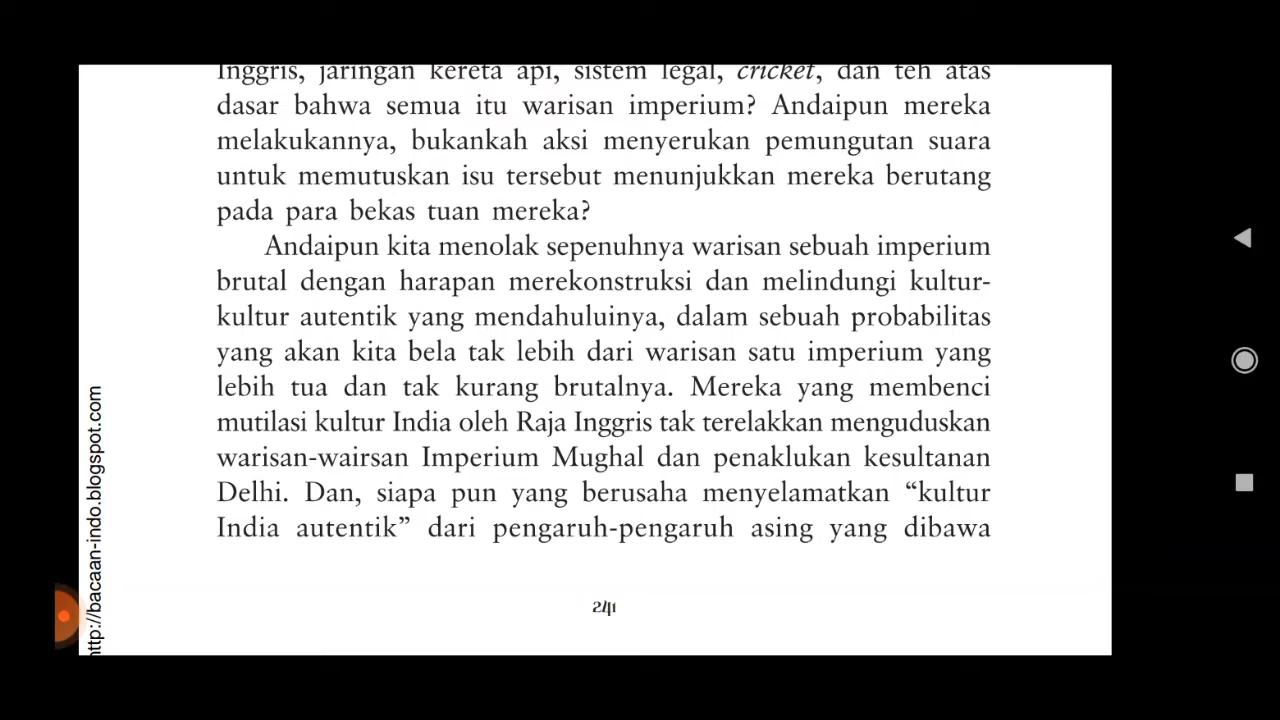 Inggris, jaringan kereta api, sistem legal, cricket, dan teh atas
dasar bahwa semua itu warisan imperium? Andaipun mereka
melakukannya, bukankah aksi menyerukan pemungutan suara
untuk memutuskan isu tersebut menunjukkan mereka berutang
pada para bekas tuan mereka?
Andaipun kita menolak sepenuhnya warisan sebuah imperium
brutal dengan harapan merekonstruksi dan melindungi kultur-
kultur autentik yang mendahuluinya, dalam sebuah probabilitas
yang akan kita bela tak lebih dari warisan satu imperium yang
lebih tua dan tak kurang brutalnya. Mereka yang membenci
mutilasi kultur India oleh Raja Inggris tak terelakkan menguduskan
warisan-wairsan Imperium Mughal dan penaklukan kesultanan
Delhi. Dan, siapa pun yang berusaha menyelamatkan “kultur
India autentik” dari pengaruh-pengaruh asing yang dibawa
241
http://bacaan-indo.blogspot.com